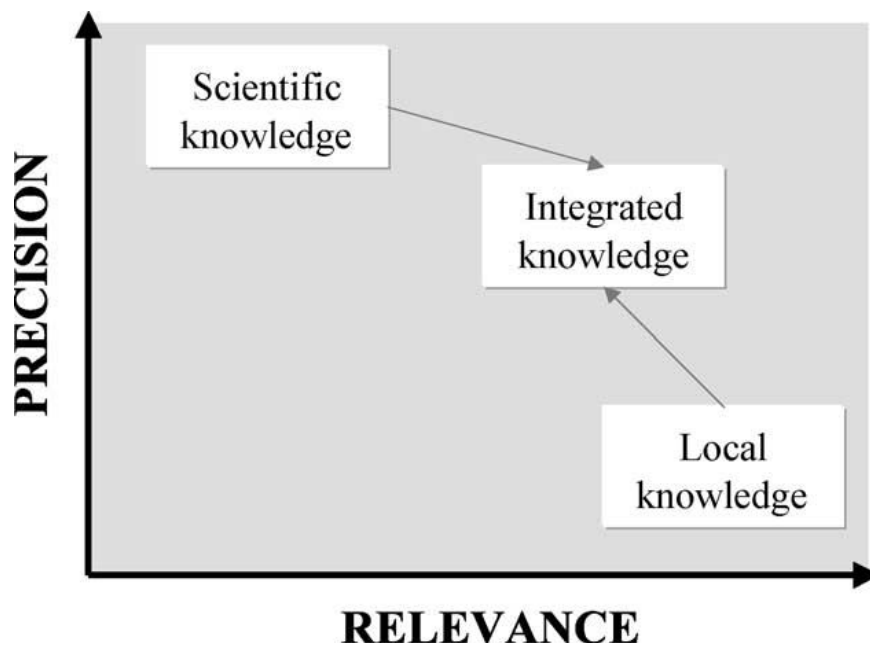 PRECISION
Scientific
knowledge
Integrated
knowledge
Local
knowledge
RELEVANCE